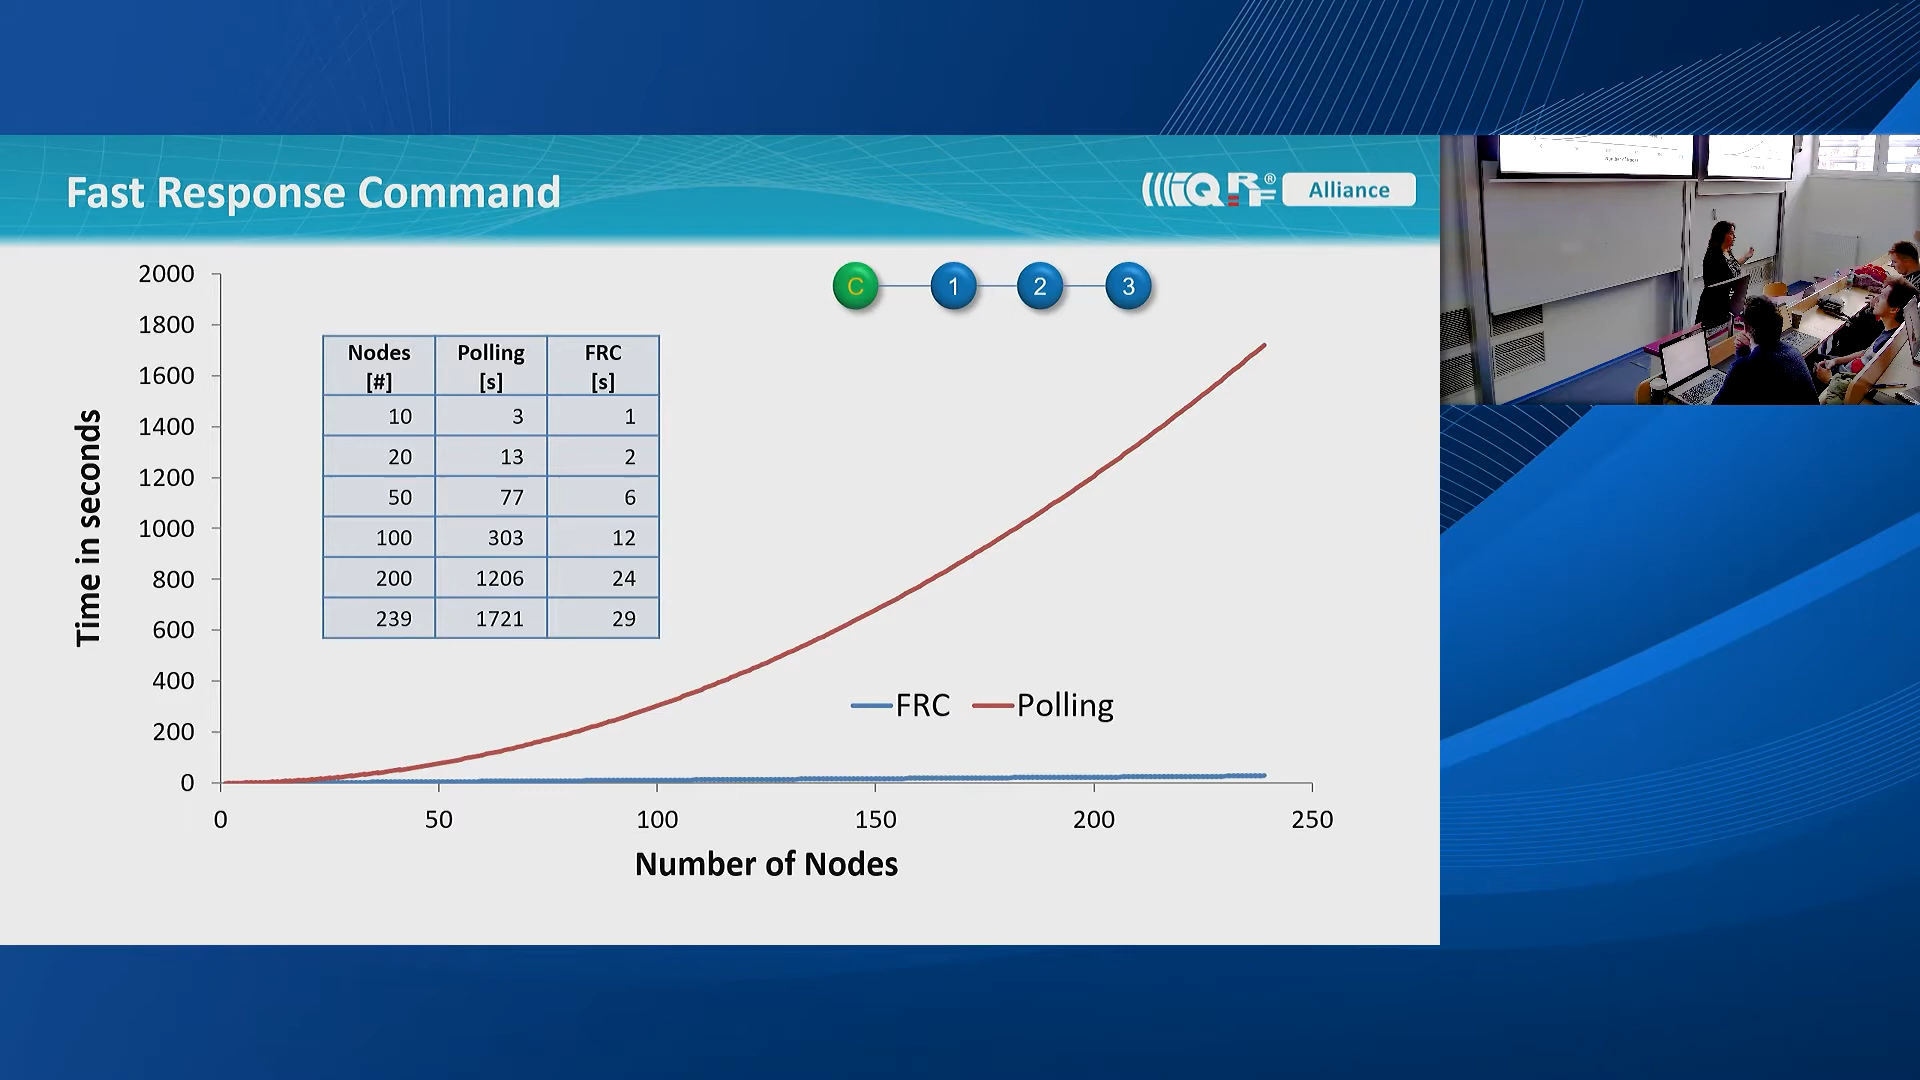 Fast Response Command
IQRF® Alliance
C 1 2 3
2000
1800
1600
1400
1200
1000
800
600
400
200
0
Time in seconds
Nodes [#] Polling [s] FRC [s]
10 3 1
20 13 2
50 77 6
100 303 12
200 1206 24
239 1721 29
FRC Polling
0 50 100 150 200 250
Number of Nodes